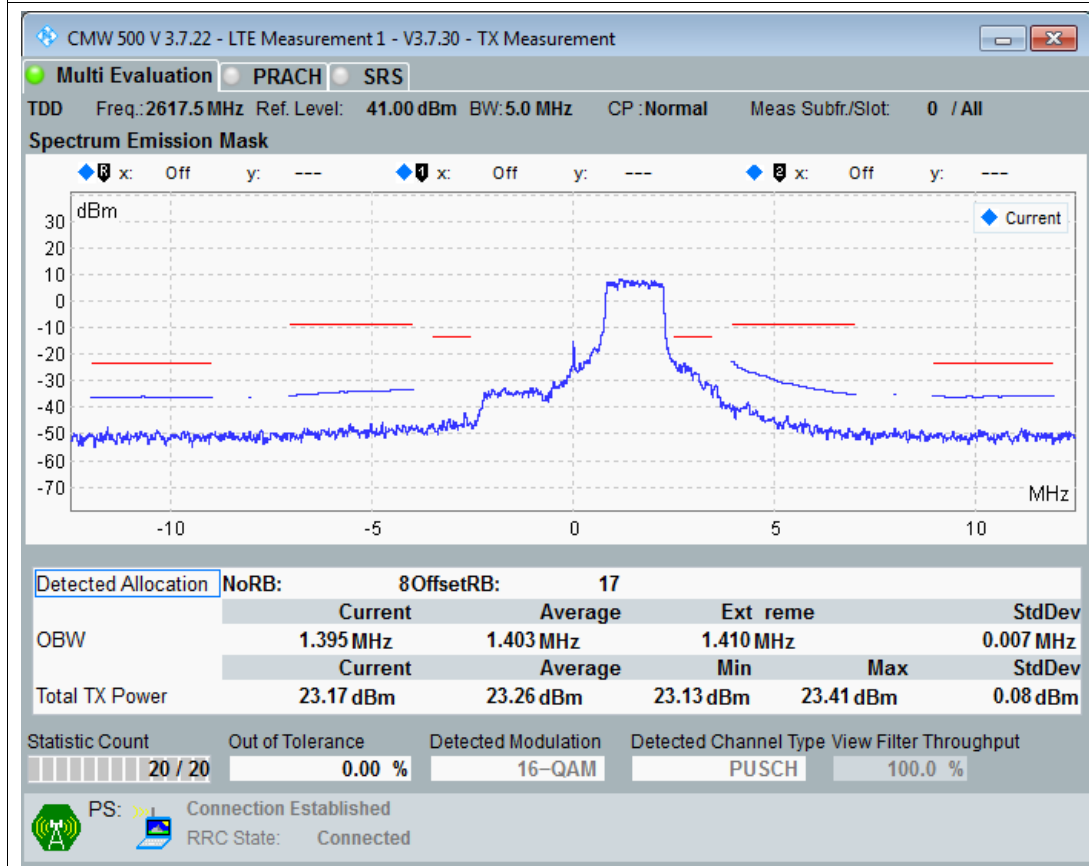 CMW 500 V 3.7.22 - LTE Measurement 1 - V3.7.30 - TX Measurement
Multi Evaluation PRACH SRS
TDD Freq.: 2617.5 MHz Ref. Level: 41.00 dBm BW: 5.0 MHz CP : Normal Meas Subfr./Slot: 0 / All
Spectrum Emission Mask
R x: Off y: --- 1 x: Off y: --- 2 x: Off y: ---
dBm
Current
30
20
10
0
-10
-20
-30
-40
-50
-60
-70
MHz
-10 -5 0 5 10
Detected Allocation NoRB: 8 OffsetRB: 17
Current Average Ext reme StdDev
OBW 1.395 MHz 1.403 MHz 1.410 MHz 0.007 MHz
Current Average Min Max StdDev
Total TX Power 23.17 dBm 23.26 dBm 23.13 dBm 23.41 dBm 0.08 dBm
Statistic Count Out of Tolerance Detected Modulation Detected Channel Type View Filter Throughput
20 / 20 0.00 % 16-QAM PUSCH 100.0 %
PS: Connection Established
RRC State: Connected